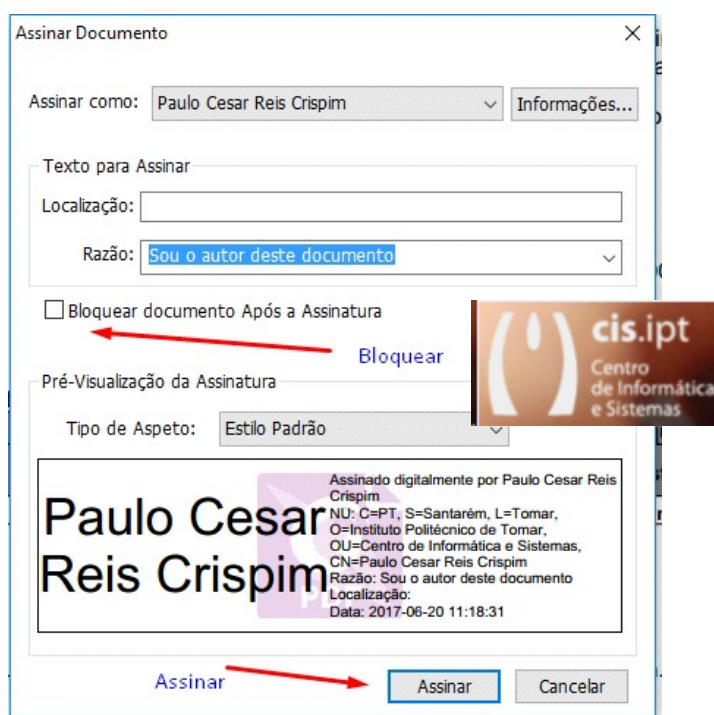 Assinar Documento
Assinar como: Paulo Cesar Reis Crispim Informações...
Texto para Assinar
Localização:
Razão: Sou o autor deste documento
Bloquear documento Após a Assinatura
Bloquear
cis.ipt
Centro
de Informática
e Sistemas
Pré-Visualização da Assinatura
Tipo de Aspeto: Estilo Padrão
Paulo Cesar
Reis Crispim
Assinado digitalmente por Paulo Cesar Reis
Crispim
NU: C=PT, S=Santarém, L=Tomar,
O=Instituto Politécnico de Tomar,
OU=Centro de Informática e Sistemas,
CN=Paulo Cesar Reis Crispim
Razão: Sou o autor deste documento
Localização:
Data: 2017-06-20 11:18:31
Assinar
Assinar Cancelar